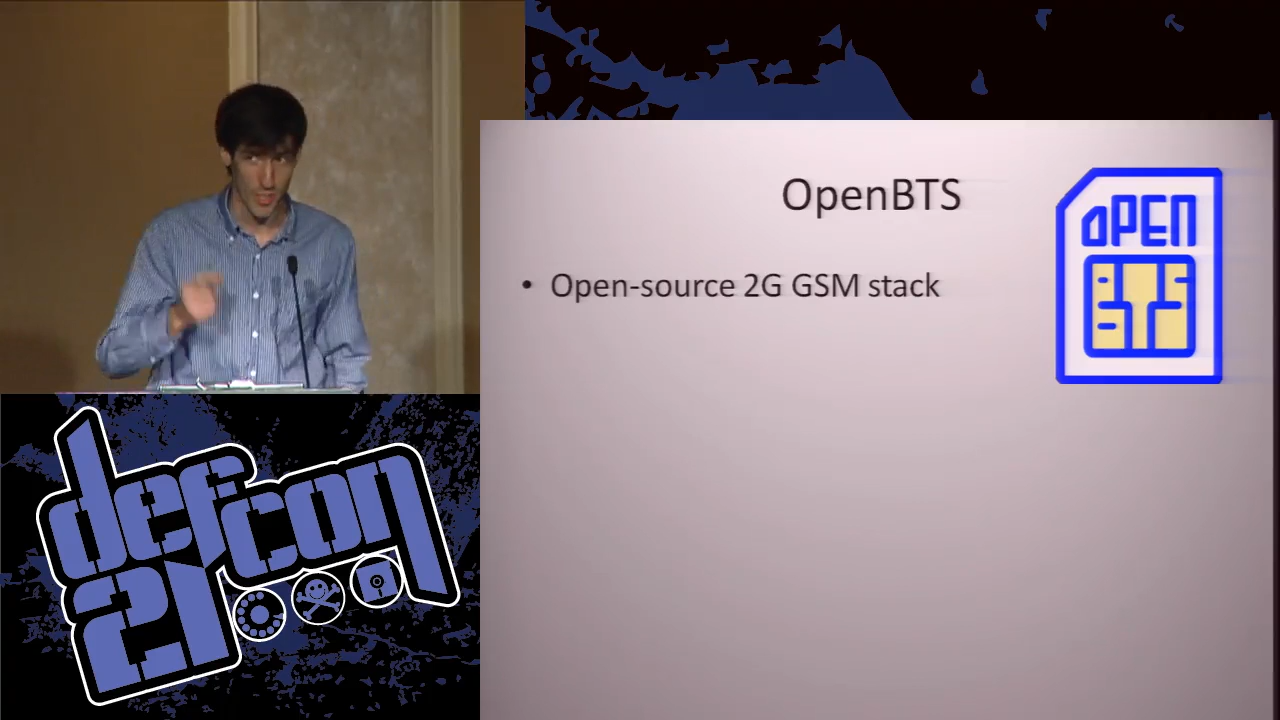 OpenBTS
• Open-source 2G GSM stack
OPEN
BTS
defcon
21